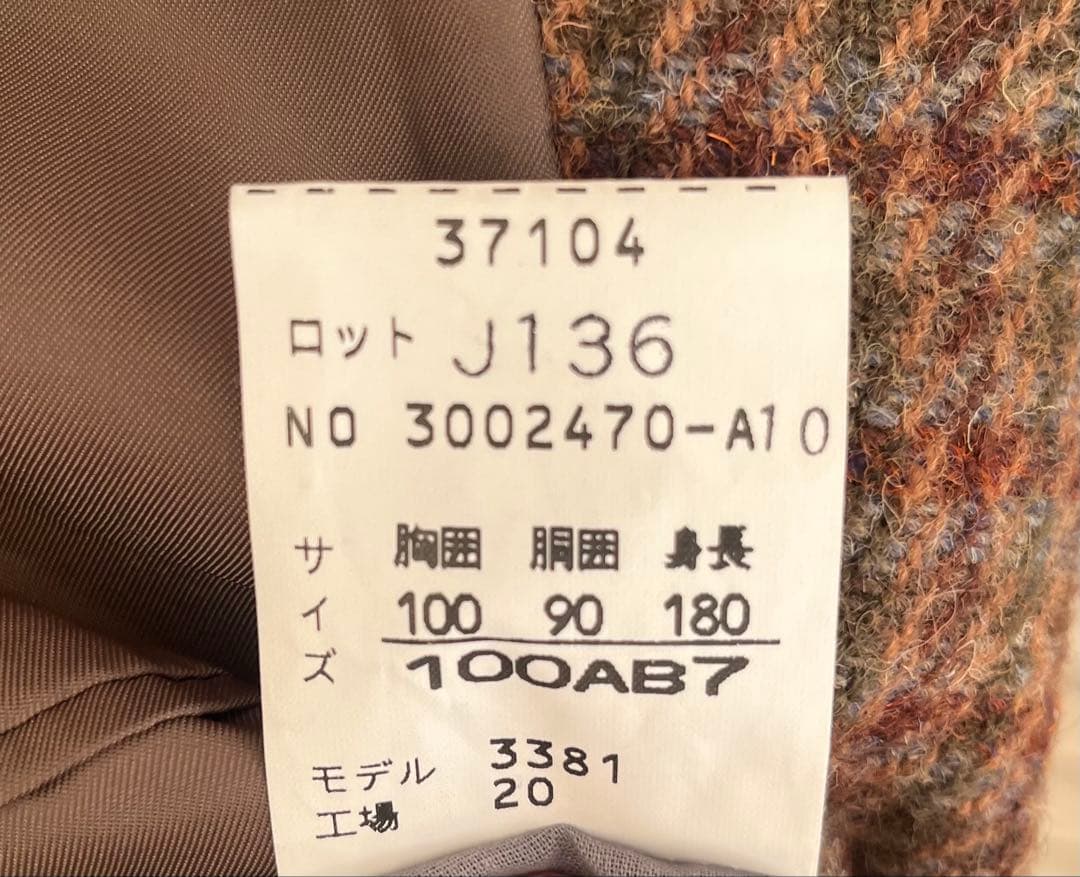 37104
ロット J136
NO 3002470-A10
サイズ
胸囲 胴囲 身長
100 90 180
100AB7
モデル 3381
工場 20